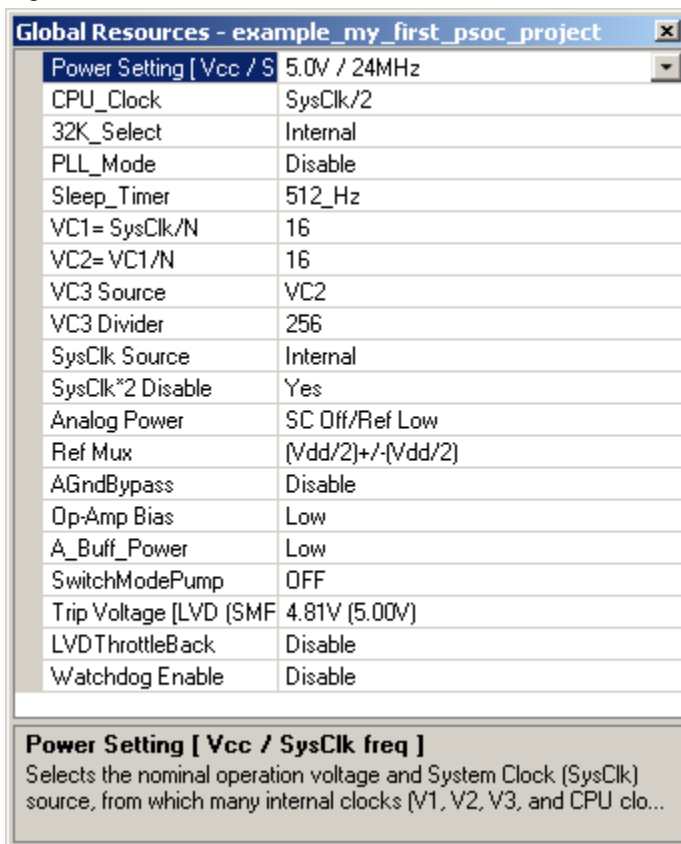 Global Resources - example_my_first_psoc_project
Power Setting [ Vcc / S 5.0V / 24MHz
CPU_Clock SysClk/2
32K_Select Internal
PLL_Mode Disable
Sleep_Timer 512_Hz
VC1= SysClk/N 16
VC2= VC1/N 16
VC3 Source VC2
VC3 Divider 256
SysClk Source Internal
SysClk*2 Disable Yes
Analog Power SC Off/Ref Low
Ref Mux (Vdd/2)+/-(Vdd/2)
AGndBypass Disable
Op-Amp Bias Low
A_Buff_Power Low
SwitchModePump OFF
Trip Voltage [LVD (SMF 4.81V (5.00V)
LVDThrottleBack Disable
Watchdog Enable Disable
Power Setting [ Vcc / SysClk freq ]
Selects the nominal operation voltage and System Clock (SysClk)
source, from which many internal clocks (V1, V2, V3, and CPU clo...